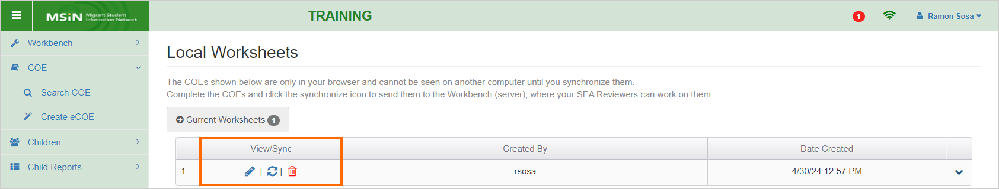 MSiN Migrant Student
Information Network
TRAINING
1
Ramon Sosa
Workbench
COE
Search COE
Create eCOE
Children
Child Reports
Local Worksheets
The COEs shown below are only in your browser and cannot be seen on another computer until you synchronize them.
Complete the COEs and click the synchronize icon to send them to the Workbench (server), where your SEA Reviewers can work on them.
Current Worksheets 1
View/Sync Created By Date Created
1 | | rsosa 4/30/24 12:57 PM